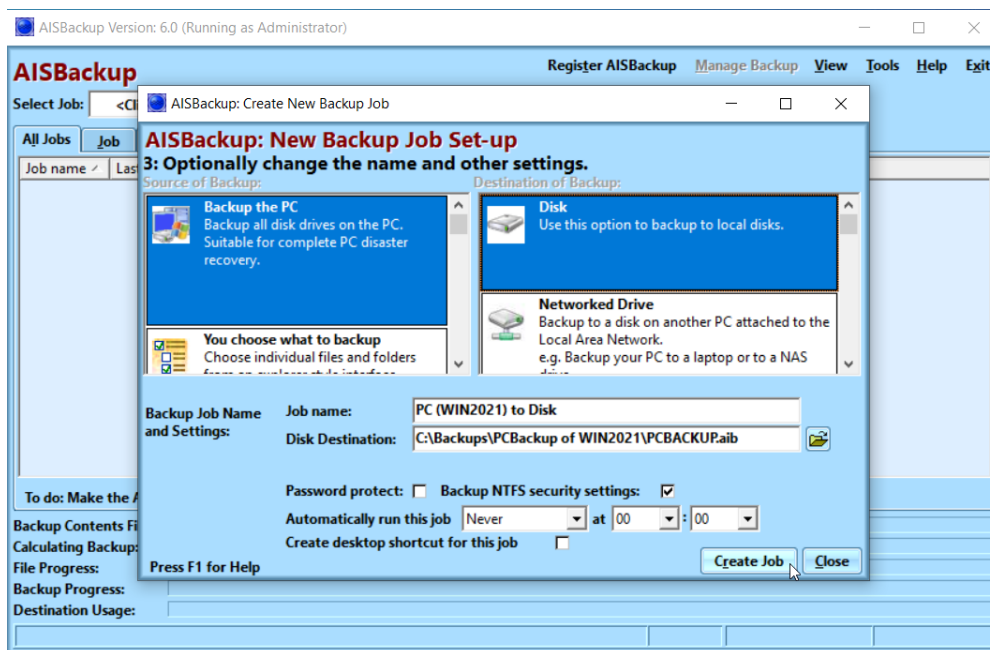 AISBackup Version: 6.0 (Running as Administrator)
AISBackup
Register AISBackup Manage Backup View Tools Help Exit
Select Job:
All Jobs Job
Job name
AISBackup: Create New Backup Job
AISBackup: New Backup Job Set-up
3: Optionally change the name and other settings.
Source of Backup: Destination of Backup:
Backup the PC
Backup all disk drives on the PC.
Suitable for complete PC disaster
recovery.
You choose what to backup
Choose individual files and folders
Disk
Use this option to backup to local disks.
Networked Drive
Backup to a disk on another PC attached to the
Local Area Network.
e.g. Backup your PC to a laptop or to a NAS
Backup Job Name
and Settings:
Job name: PC (WIN2021) to Disk
Disk Destination: C:\Backups\PCBackup of WIN2021\PCBACKUP.aib
Password protect: Backup NTFS security settings:
Automatically run this job Never at 00 : 00
Create desktop shortcut for this job
Press F1 for Help
Create Job Close
To do: Make the
Backup Contents
Calculating Backup:
File Progress:
Backup Progress:
Destination Usage: